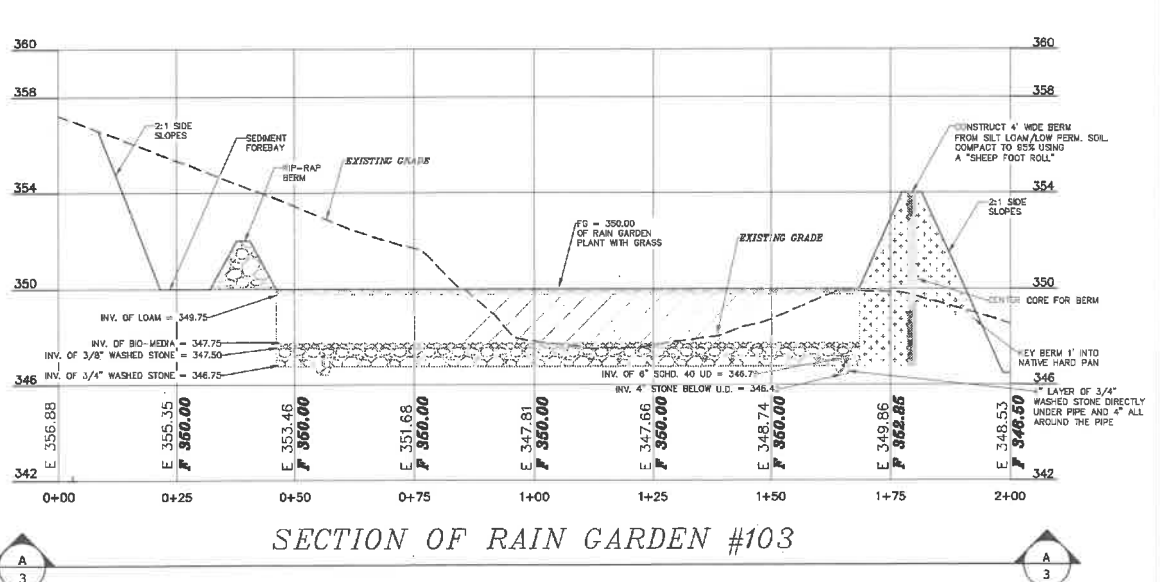 360
360
358
358
354
354
350
350
346
346
342
342
2:1 SIDE
SLOPES
SEDIMENT
FOREBAY
RIP-RAP
BERM
EXISTING GRADE
FG = 350.00
OF RAIN GARDEN
PLANT WITH GRASS
EXISTING GRADE
CONSTRUCT 4' WIDE BERM
FROM SILT LOAM/LOW PERM. SOIL
COMPACT TO 95% USING
A "SHEEP FOOT ROLL"
2:1 SIDE
SLOPES
CENTER CORE FOR BERM
KEY BERM 1' INTO
NATIVE HARD PAN
INV. OF LOAM = 349.75
INV. OF BIO-MEDIA = 347.75
INV. OF 3/8" WASHED STONE = 347.50
INV. OF 3/4" WASHED STONE = 346.75
INV. OF 6" SCHD. 40 UD =
INV. 4" STONE BELOW U.D. =
4" LAYER OF 3/4"
WASHED STONE DIRECTLY
UNDER PIPE AND 4" ALL
AROUND THE PIPE
E 356.88
E 355.35
F 350.00
E 353.46
F 350.00
E 351.68
F 350.00
E 347.81
F 350.00
E 347.66
F 350.00
E 348.74
F 350.00
E 349.86
F 352.85
E 348.53
F 348.50
0+00
0+25
0+50
0+75
1+00
1+25
1+50
1+75
2+00
SECTION OF RAIN GARDEN #103
A
3
A
3